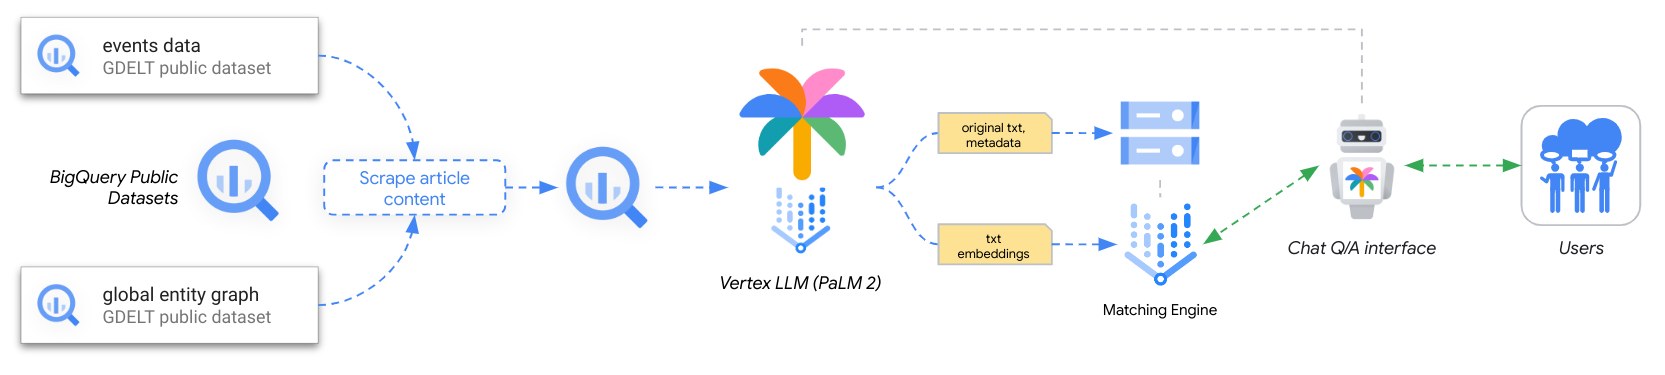 events data
GDELT public dataset
BigQuery Public
Datasets
global entity graph
GDELT public dataset
Scrape article
content
Vertex LLM (PaLM 2)
original txt,
metadata
txt
embeddings
Matching Engine
Chat Q/A interface
Users